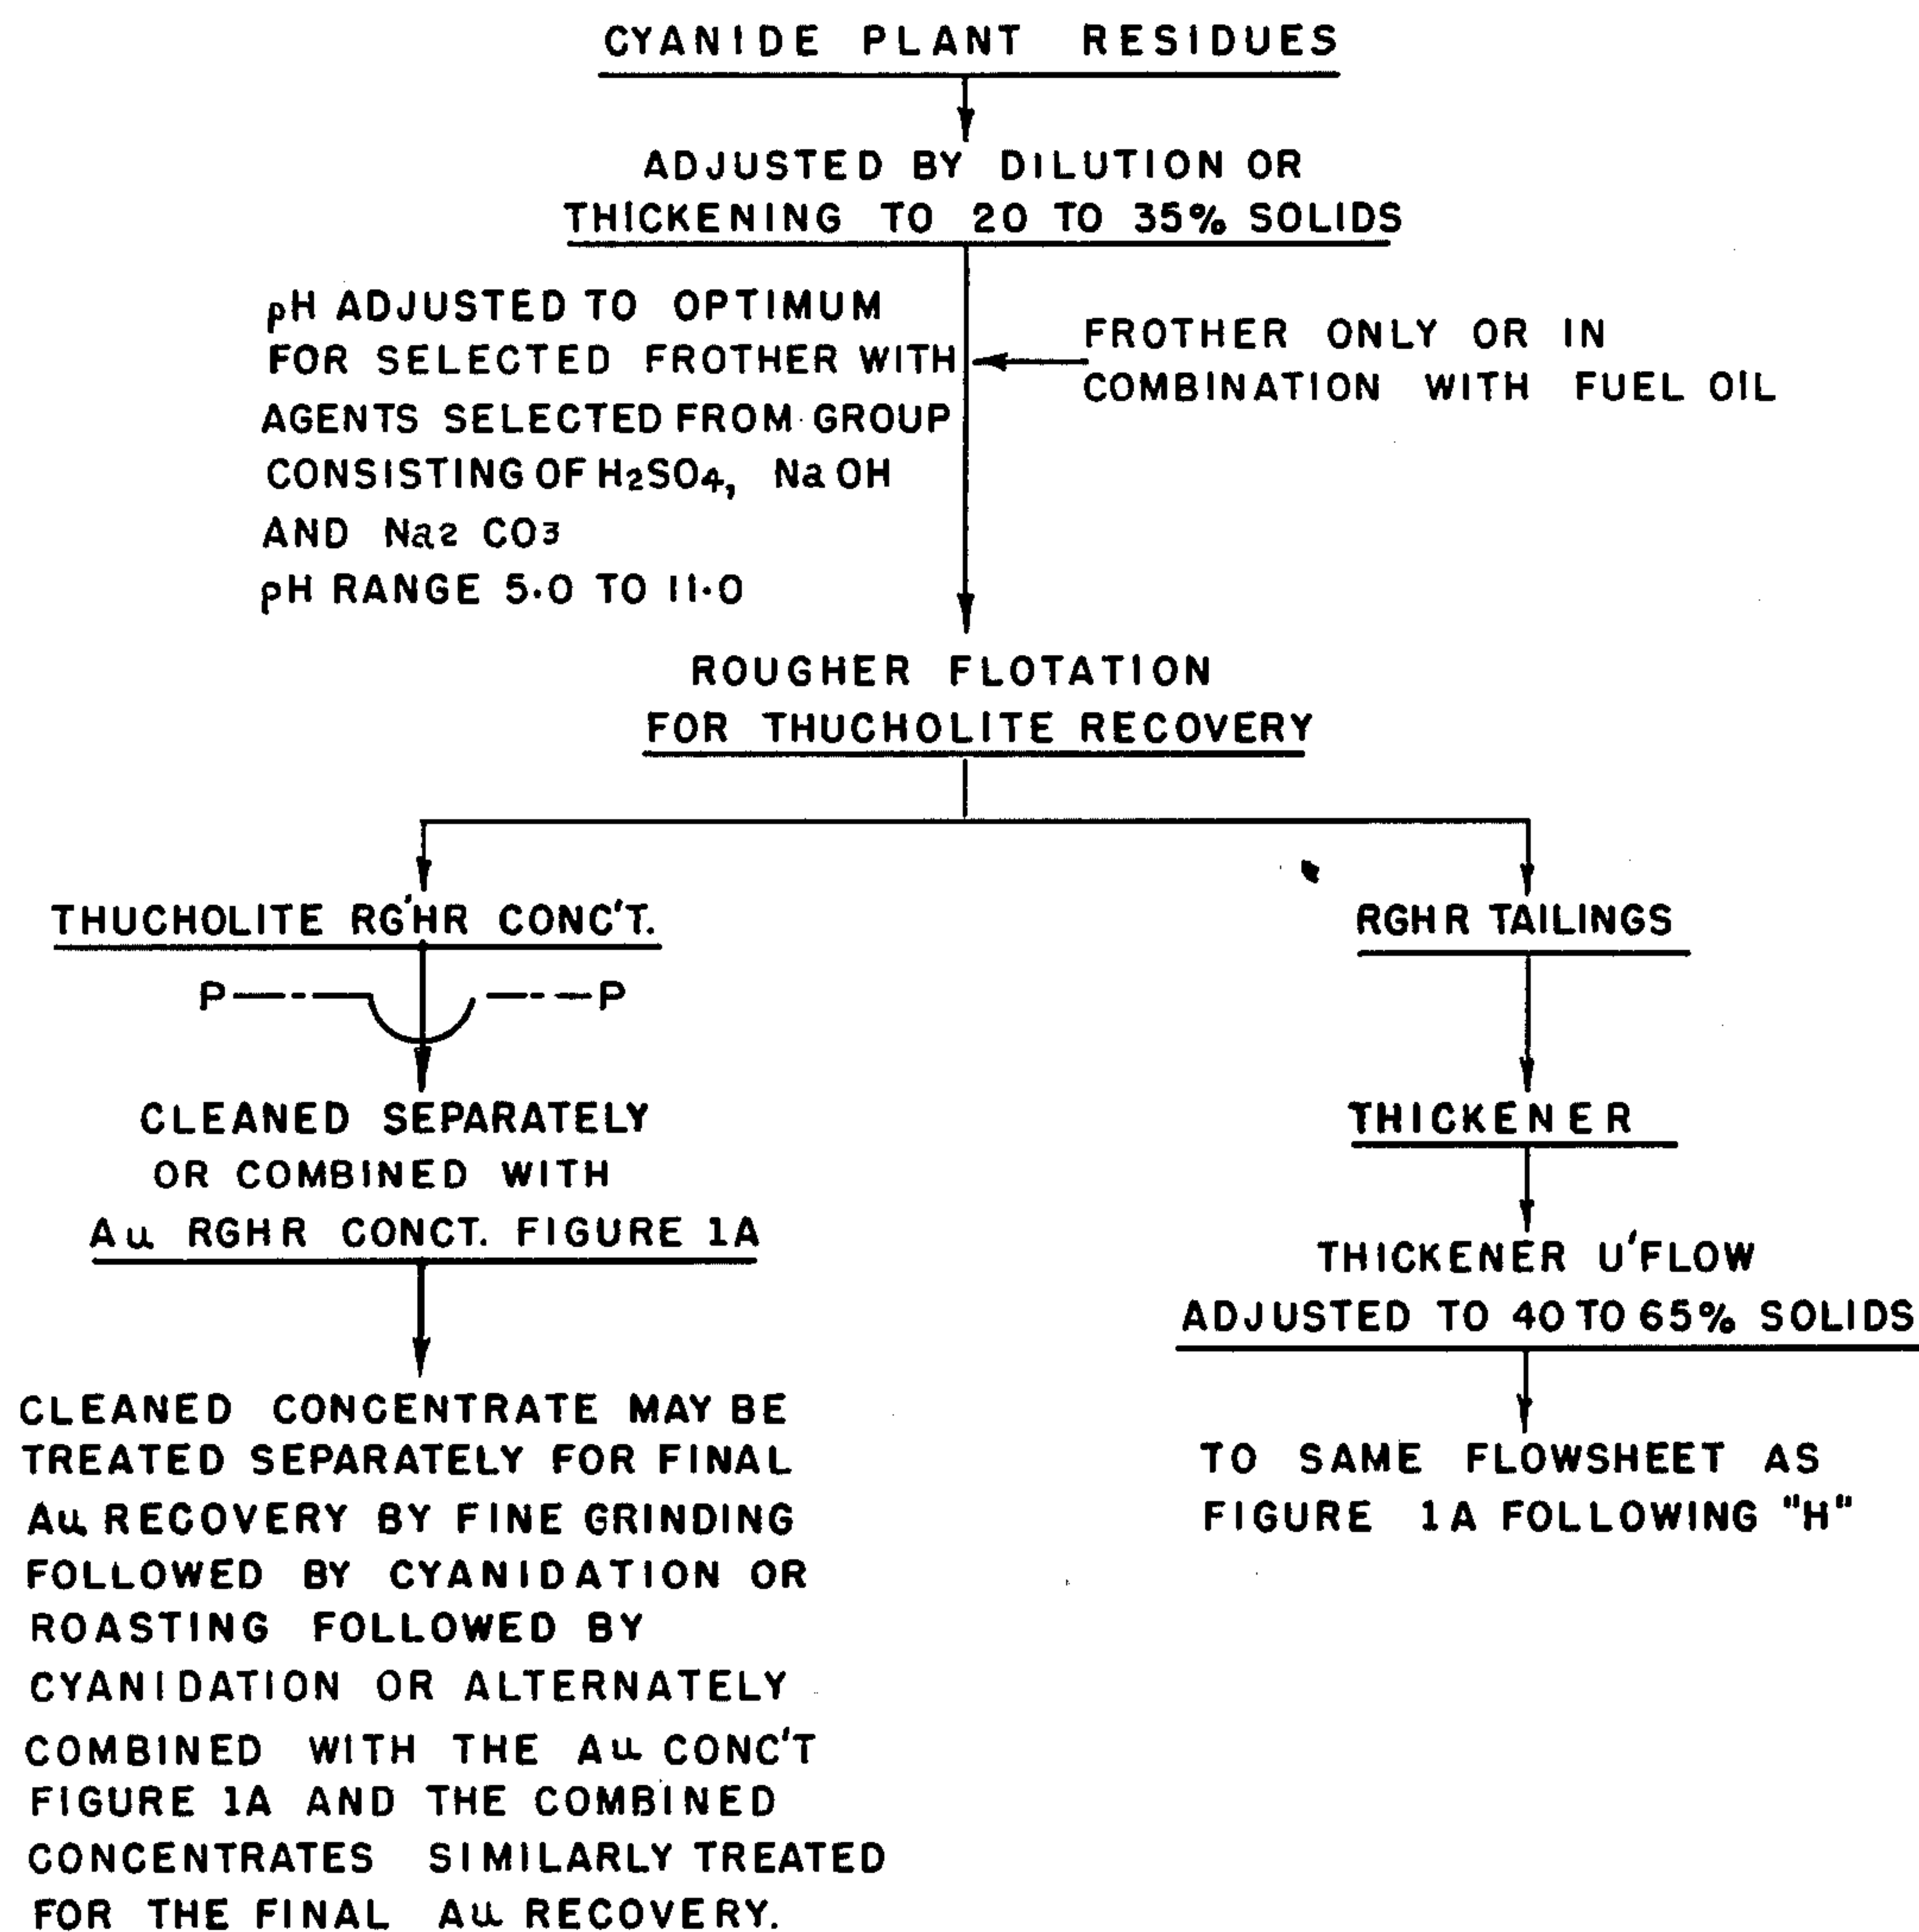 CYANIDE PLANT RESIDUES
ADJUSTED BY DILUTION OR
THICKENING TO 20 TO 35% SOLIDS
pH ADJUSTED TO OPTIMUM
FOR SELECTED FROTHER WITH
AGENTS SELECTED FROM GROUP
CONSISTING OF H2SO4, NaOH
AND Na2 CO3
pH RANGE 5.0 TO 11.0
FROTHER ONLY OR IN
COMBINATION WITH FUEL OIL
ROUGHER FLOTATION
FOR THUCHOLITE RECOVERY
THUCHOLITE RG'HR CONC'T.
P P
CLEANED SEPARATELY
OR COMBINED WITH
Au RGHR CONCT. FIGURE 1A
CLEANED CONCENTRATE MAY BE
TREATED SEPARATELY FOR FINAL
Au RECOVERY BY FINE GRINDING
FOLLOWED BY CYANIDATION OR
ROASTING FOLLOWED BY
CYANIDATION OR ALTERNATELY
COMBINED WITH THE Au CONC'T
FIGURE 1A AND THE COMBINED
CONCENTRATES SIMILARLY TREATED
FOR THE FINAL Au RECOVERY.
RGHR TAILINGS
THICKENER
THICKENER U'FLOW
ADJUSTED TO 40 TO 65% SOLIDS
TO SAME FLOWSHEET AS
FIGURE 1A FOLLOWING "H"